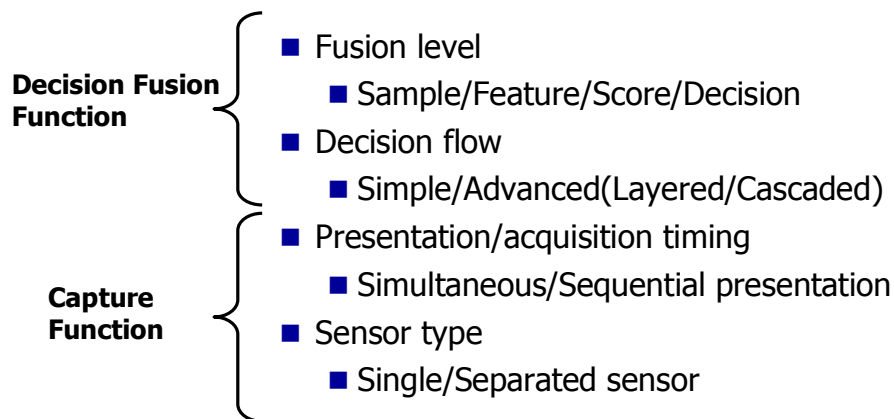 Decision Fusion
Function
Fusion level
Sample/Feature/Score/Decision
Decision flow
Simple/Advanced(Layered/Cascaded)
Capture
Function
Presentation/acquisition timing
Simultaneous/Sequential presentation
Sensor type
Single/Separated sensor